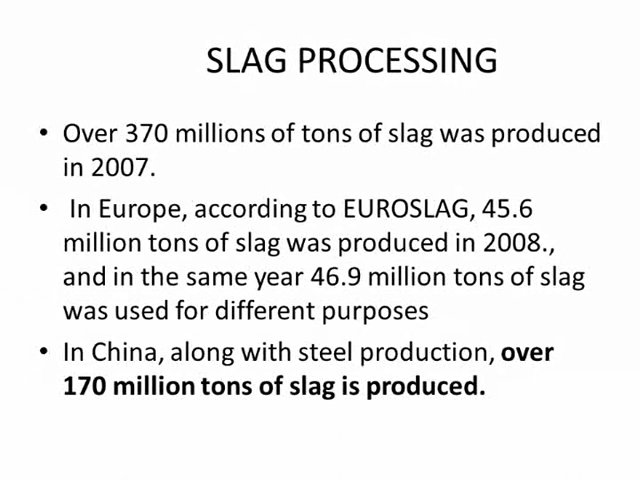 SLAG PROCESSING
• Over 370 millions of tons of slag was produced
in 2007.
• In Europe, according to EUROSLAG, 45.6
million tons of slag was produced in 2008.,
and in the same year 46.9 million tons of slag
was used for different purposes
• In China, along with steel production, over
170 million tons of slag is produced.